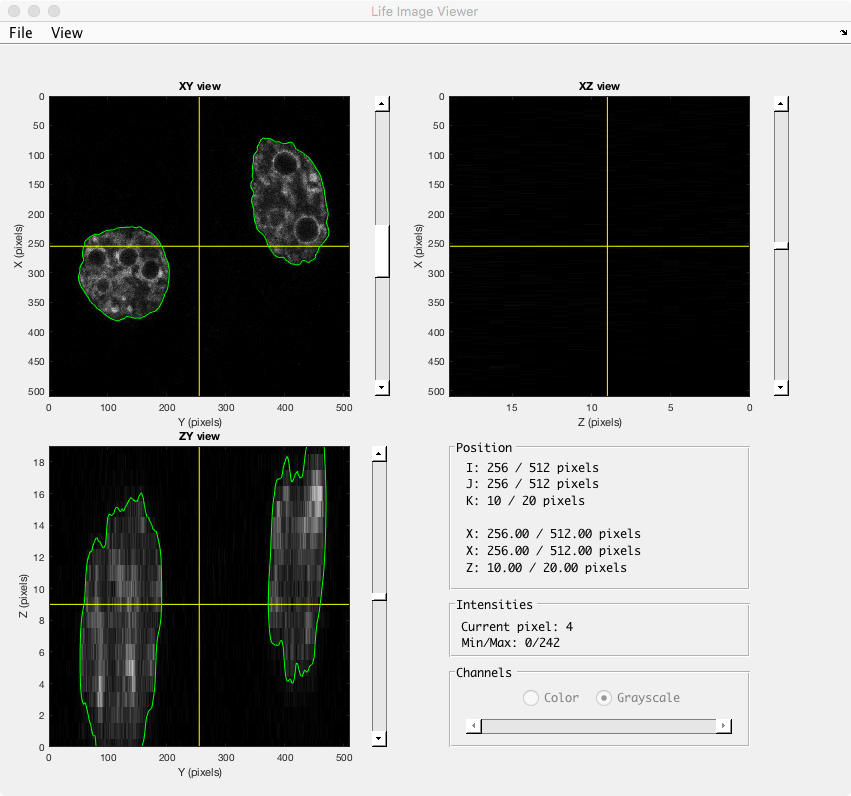 Life Image Viewer
File View
XY view
0
50
100
150
200
250
300
350
400
450
500
X (pixels)
0 100 200 300 400 500
Y (pixels)
XZ view
0
50
100
150
200
250
300
350
400
450
500
X (pixels)
15 10 5 0
Z (pixels)
ZY view
18
16
14
12
10
8
6
4
2
0
Z (pixels)
0 100 200 300 400 500
Y (pixels)
Position
I: 256 / 512 pixels
J: 256 / 512 pixels
K: 10 / 20 pixels
X: 256.00 / 512.00 pixels
X: 256.00 / 512.00 pixels
Z: 10.00 / 20.00 pixels
Intensities
Current pixel: 4
Min/Max: 0/242
Channels
Color Grayscale